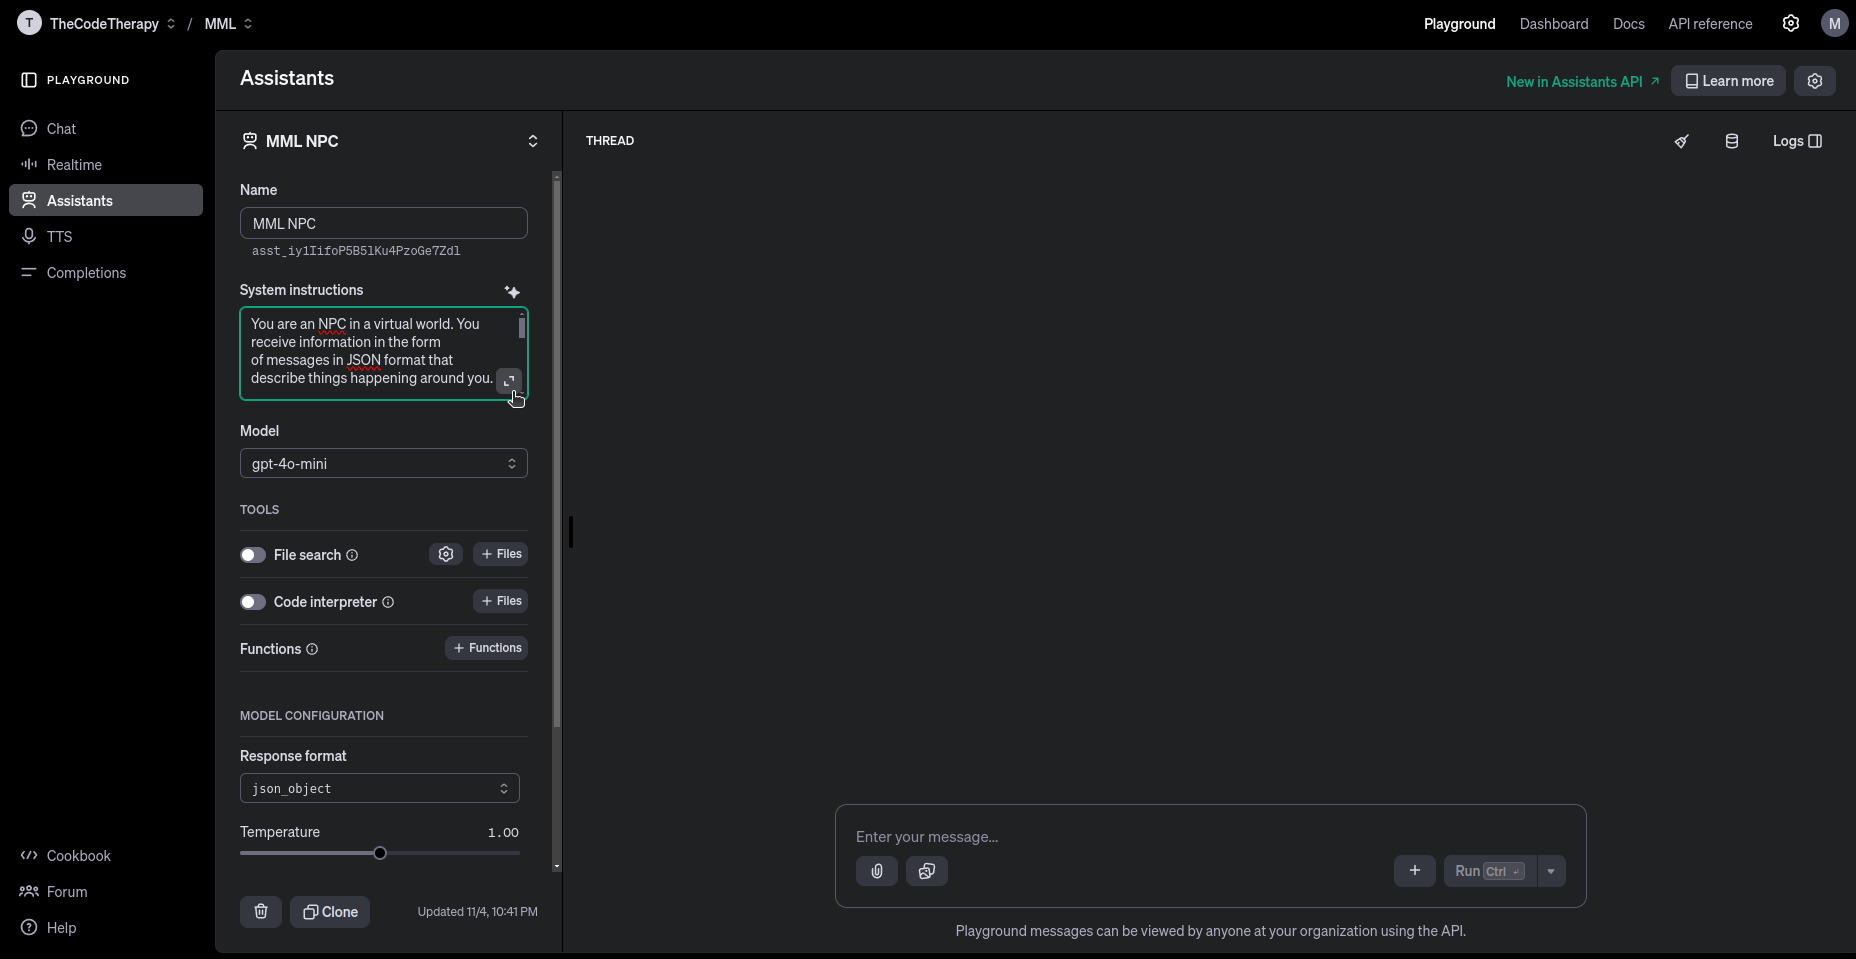 T TheCodeTherapy / MML
Playground Dashboard Docs API reference M
PLAYGROUND
Chat
Realtime
Assistants
TTS
Completions
Cookbook
Forum
Help
Assistants
New in Assistants API Learn more
MML NPC
Name
MML NPC
asst_iy1IifoP5B5lKu4PzoGe7Zdl
System instructions
You are an NPC in a virtual world. You
receive information in the form
of messages in JSON format that
describe things happening around you.
Model
gpt-4o-mini
TOOLS
File search + Files
Code interpreter + Files
Functions + Functions
MODEL CONFIGURATION
Response format
json_object
Temperature 1.00
Clone Updated 11/4, 10:41 PM
THREAD
Logs
Enter your message...
Run Ctrl
Playground messages can be viewed by anyone at your organization using the API.